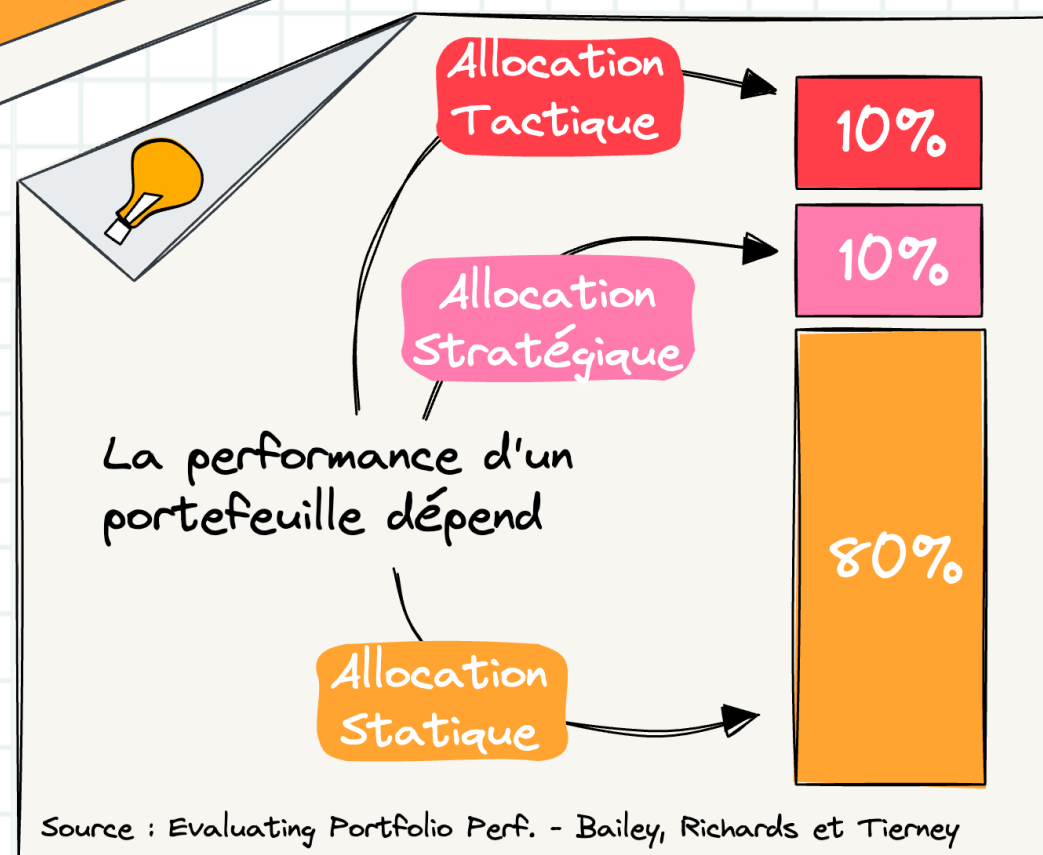 Allocation
Tactique
10%
Allocation
Stratégique
10%
La performance d'un
portefeuille dépend
80%
Allocation
Statique
Source : Evaluating Portfolio Perf. - Bailey, Richards et Tierney